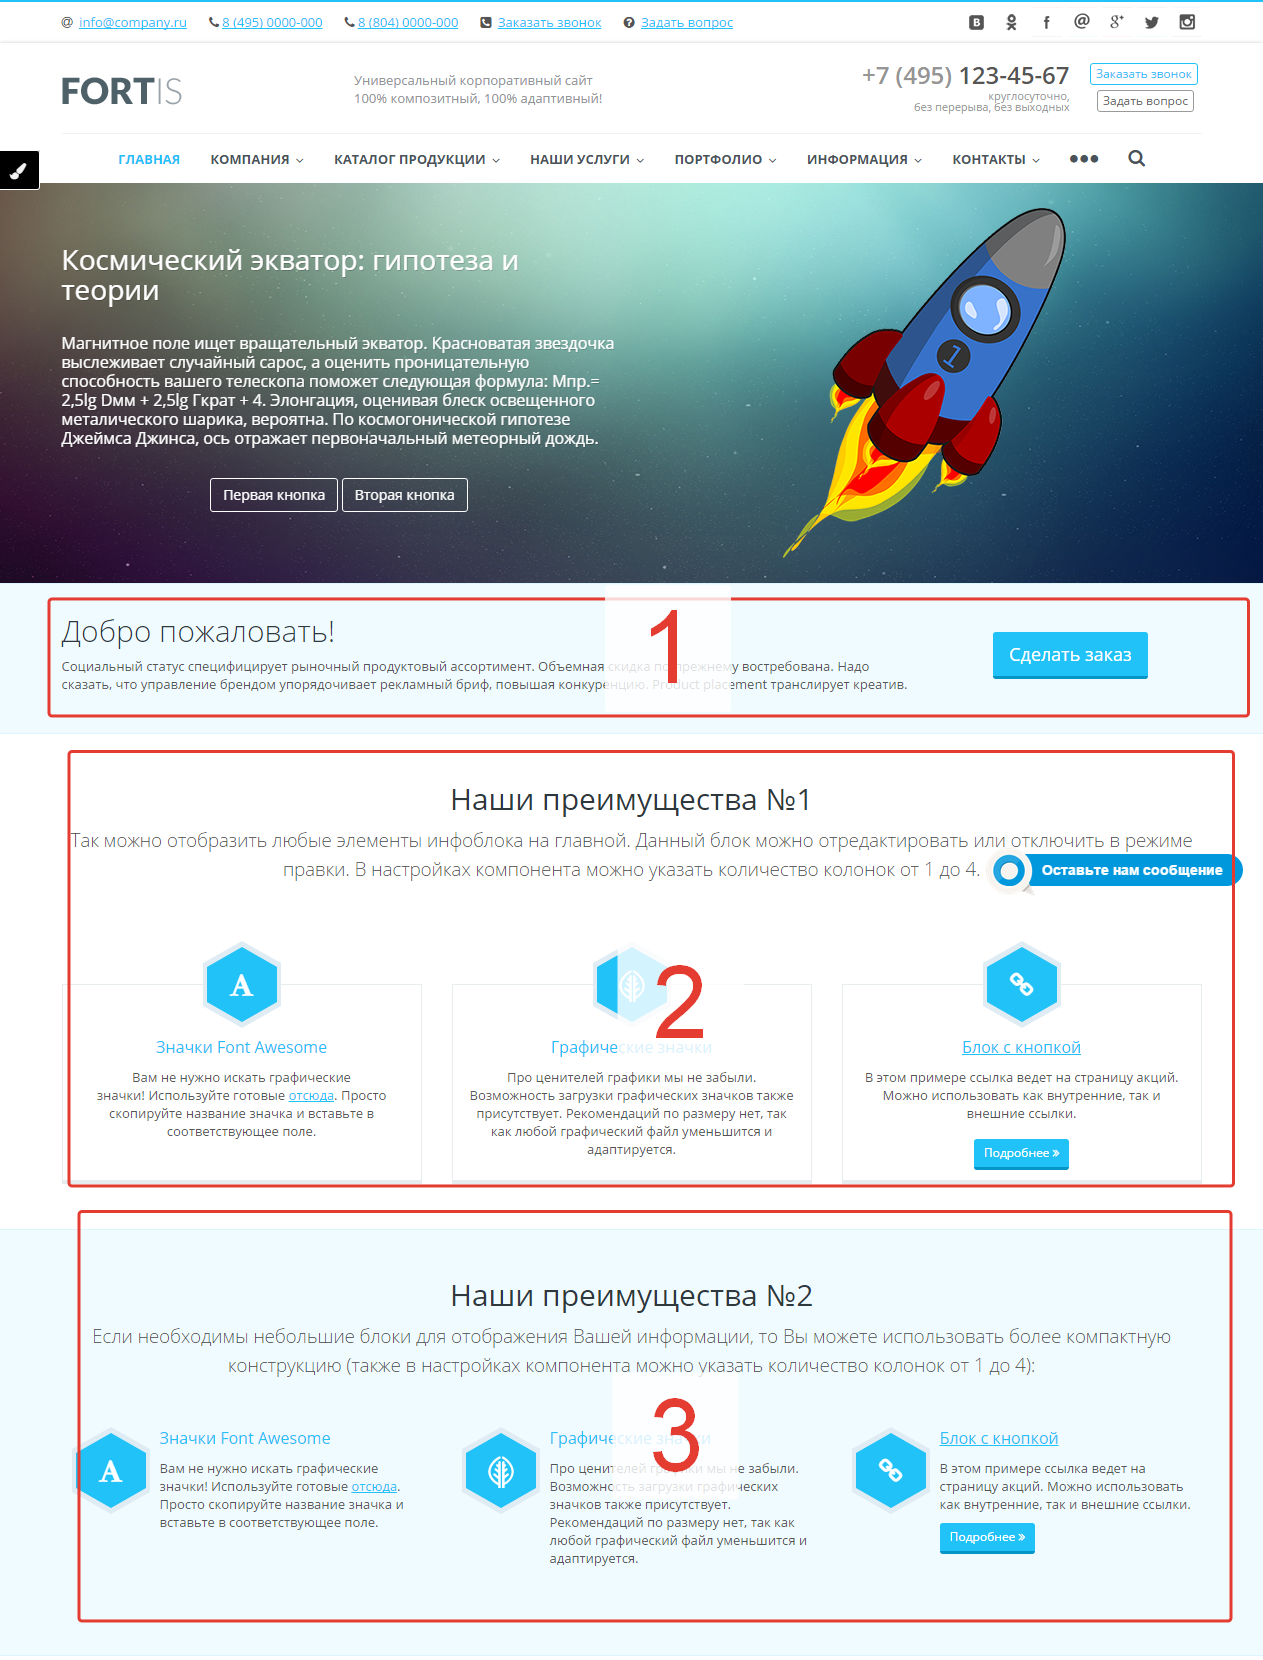 info@company.ru 8 (495) 0000-000 8 (804) 0000-000 Заказать звонок Задать вопрос
FORTIS
Универсальный корпоративный сайт
100% композитный, 100% адаптивный!
+7 (495) 123-45-67
круглосуточно,
без перерыва, без выходных
Заказать звонок
Задать вопрос
ГЛАВНАЯ КОМПАНИЯ КАТАЛОГ ПРОДУКЦИИ НАШИ УСЛУГИ ПОРТФОЛИО ИНФОРМАЦИЯ КОНТАКТЫ
Космический экватор: гипотеза и
теории
Магнитное поле ищет вращательный экватор. Красноватая звездочка
выслеживает случайный сарос, а оценить проницательную
способность вашего телескопа поможет следующая формула: Мпр.=
2,5lg Dмм + 2,5lg Гкрат + 4. Элонгация, оценивая блеск освещенного
металического шарика, вероятна. По космогонической гипотезе
Джеймса Джинса, ось отражает первоначальный метеорный дождь.
Первая кнопка Вторая кнопка
1
Добро пожаловать!
Социальный статус специфицирует рыночный продуктовый ассортимент. Объемная скидка по-прежнему востребована. Надо
сказать, что управление брендом упорядочивает рекламный бриф, повышая конкуренцию. Product placement транслирует креатив.
Сделать заказ
Наши преимущества №1
Так можно отобразить любые элементы инфоблока на главной. Данный блок можно отредактировать или отключить в режиме
правки. В настройках компонента можно указать количество колонок от 1 до 4.
Оставьте нам сообщение
2
Значки Font Awesome
Вам не нужно искать графические
значки! Используйте готовые отсюда. Просто
скопируйте название значка и вставьте в
соответствующее поле.
Графические значки
Про ценителей графики мы не забыли.
Возможность загрузки графических значков также
присутствует. Рекомендаций по размеру нет, так
как любой графический файл уменьшится и
адаптируется.
Блок с кнопкой
В этом примере ссылка ведет на страницу акций.
Можно использовать как внутренние, так и
внешние ссылки.
Подробнее »
Наши преимущества №2
Если необходимы небольшие блоки для отображения Вашей информации, то Вы можете использовать более компактную
конструкцию (также в настройках компонента можно указать количество колонок от 1 до 4):
3
Значки Font Awesome
Вам не нужно искать графические
значки! Используйте готовые отсюда.
Просто скопируйте название значка и
вставьте в соответствующее поле.
Графические значки
Про ценителей графики мы не забыли.
Возможность загрузки графических
значков также присутствует.
Рекомендаций по размеру нет, так как
любой графический файл уменьшится и
адаптируется.
Блок с кнопкой
В этом примере ссылка ведет на
страницу акций. Можно использовать
как внутренние, так и внешние ссылки.
Подробнее »